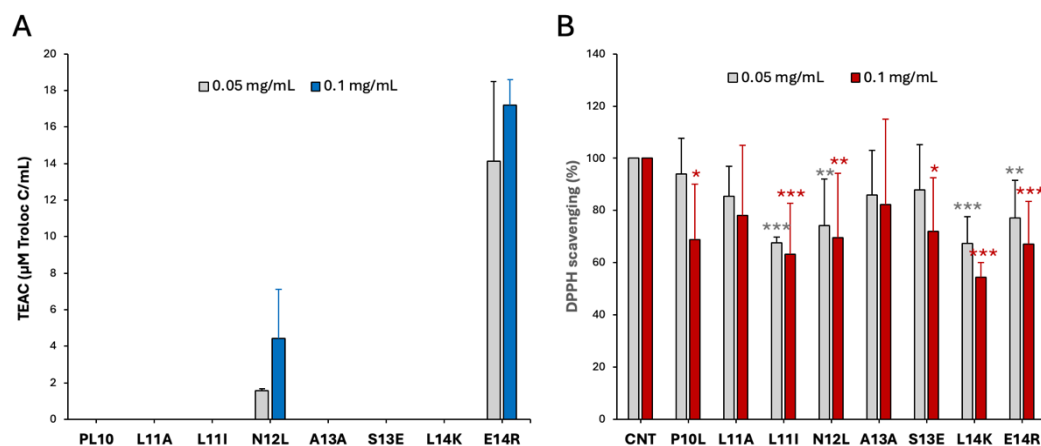 A
TEAC (µM Troloc C/mL)
20
18
16
14
12
10
8
6
4
2
0
0.05 mg/mL 0.1 mg/mL
PL10 L11A L11I N12L A13A S13E L14K E14R
B
DPPH scavenging (%)
140
120
100
80
60
40
20
0
0.05 mg/mL 0.1 mg/mL
* *** *** ** ** * *** *** ** ***
CNT P10L L11A L11I N12L A13A S13E L14K E14R